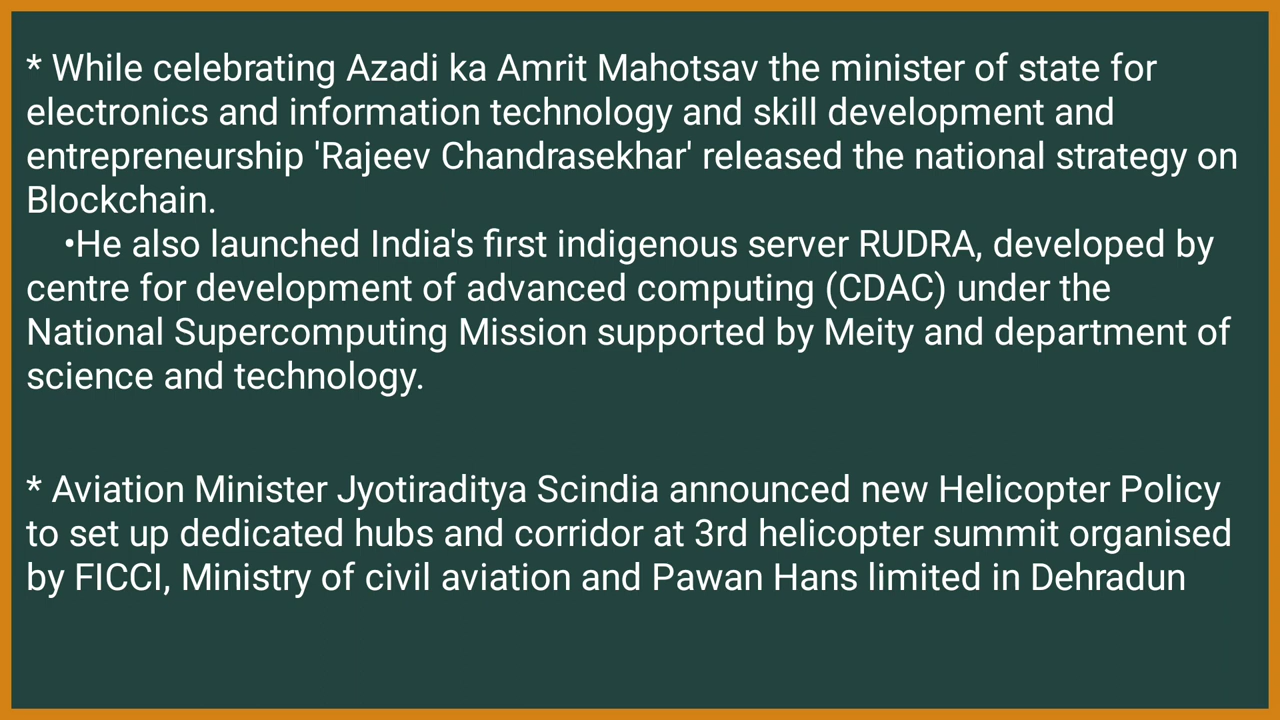 * While celebrating Azadi ka Amrit Mahotsav the minister of state for
electronics and information technology and skill development and
entrepreneurship 'Rajeev Chandrasekhar' released the national strategy on
Blockchain.
•He also launched India's first indigenous server RUDRA, developed by
centre for development of advanced computing (CDAC) under the
National Supercomputing Mission supported by Meity and department of
science and technology.
* Aviation Minister Jyotiraditya Scindia announced new Helicopter Policy
to set up dedicated hubs and corridor at 3rd helicopter summit organised
by FICCI, Ministry of civil aviation and Pawan Hans limited in Dehradun